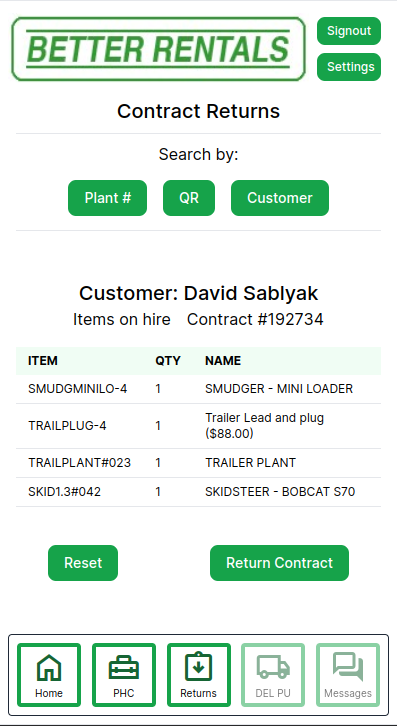 BETTER RENTALS
Signout
Settings
Contract Returns
Search by:
Plant # QR Customer
Customer: David Sablyak
Items on hire Contract #192734
ITEM QTY NAME
SMUDGMINILO-4 1 SMUDGER - MINI LOADER
TRAILPLUG-4 1 Trailer Lead and plug
($88.00)
TRAILPLANT#023 1 TRAILER PLANT
SKID1.3#042 1 SKIDSTEER - BOBCAT S70
Reset Return Contract
Home PHC Returns DEL PU Messages